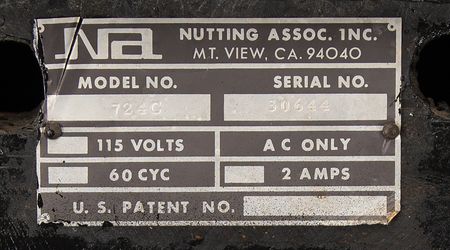 Na NUTTING ASSOC. INC.
MT. VIEW, CA. 94040
MODEL NO. SERIAL NO.
724C 30644
115 VOLTS AC ONLY
60 CYC 2 AMPS
U. S. PATENT NO.